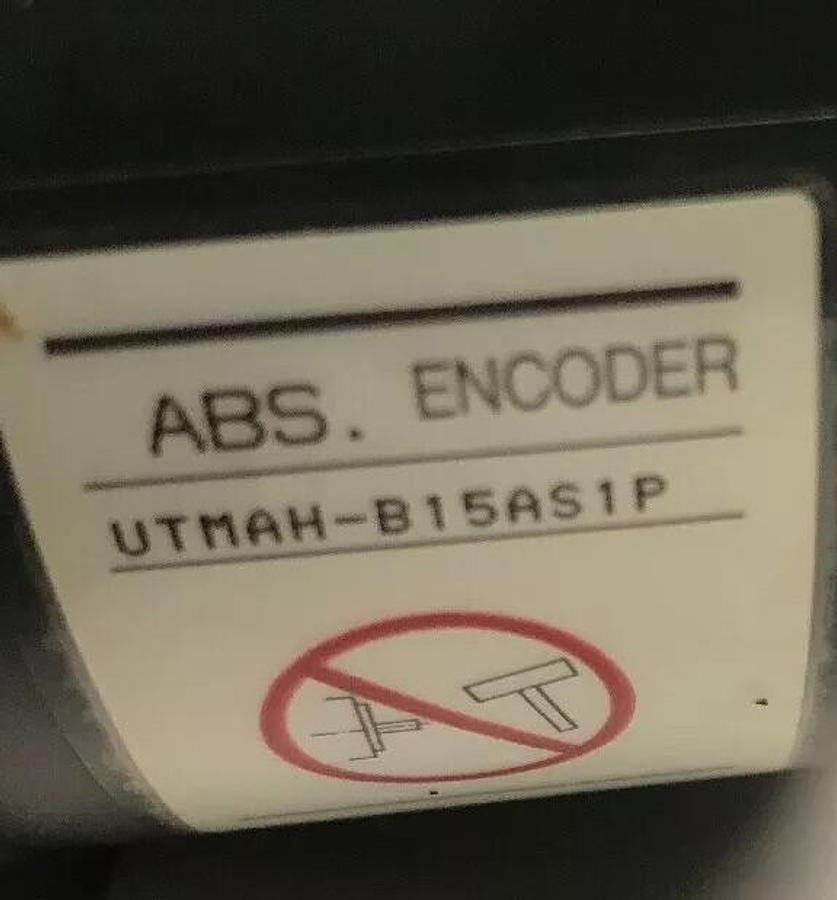 ABS. ENCODER
UTMAH-B15AS1P